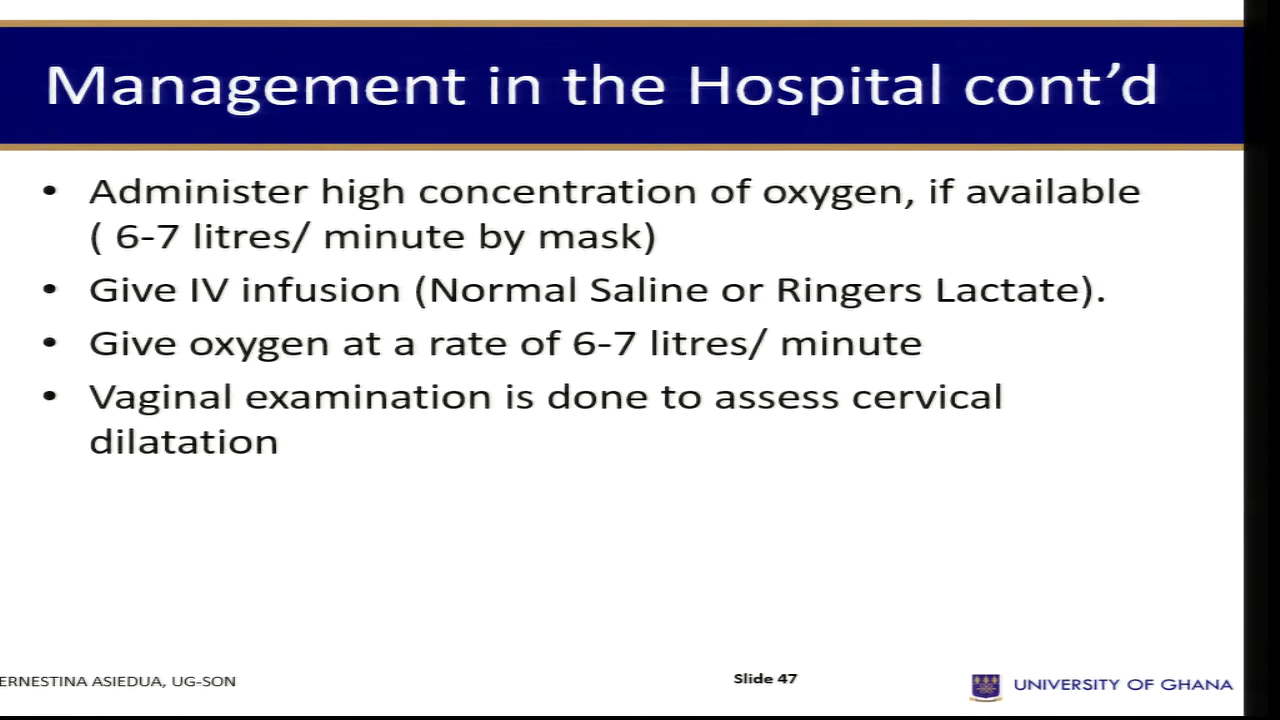 Management in the Hospital cont’d
• Administer high concentration of oxygen, if available
( 6-7 litres/ minute by mask)
• Give IV infusion (Normal Saline or Ringers Lactate).
• Give oxygen at a rate of 6-7 litres/ minute
• Vaginal examination is done to assess cervical
dilatation
ERNESTINA ASIEDUA, UG-SON
Slide 47
UNIVERSITY OF GHANA